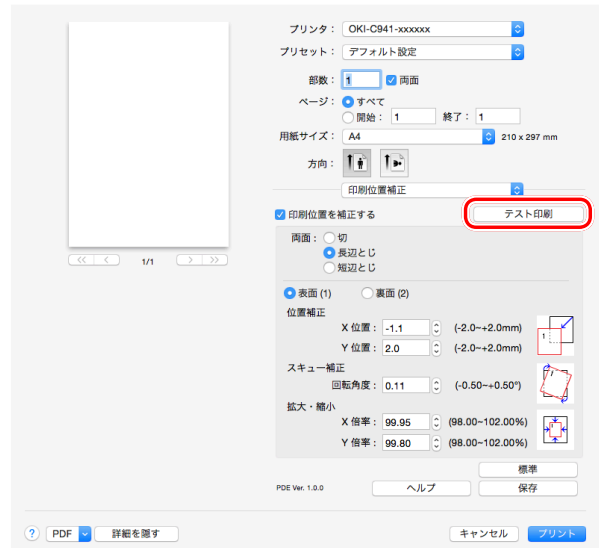 プリンタ： OKI-C941-xxxxxx
プリセット： デフォルト設定
部数： 1 両面
ページ： すべて
開始： 1 終了： 1
用紙サイズ： A4 210 x 297 mm
方向：
印刷位置補正
印刷位置を補正する テスト印刷
両面： 切
長辺とじ
短辺とじ
<< < 1/1 > >>
表面 (1) 裏面 (2)
位置補正
X 位置： -1.1 (-2.0~+2.0mm)
1
Y 位置： 2.0 (-2.0~+2.0mm)
スキュー補正
回転角度： 0.11 (-0.50~+0.50°)
拡大・縮小
X 倍率： 99.95 (98.00~102.00%)
Y 倍率： 99.80 (98.00~102.00%)
標準
PDE Ver. 1.0.0 ヘルプ 保存
? PDF 詳細を隠す キャンセル プリント